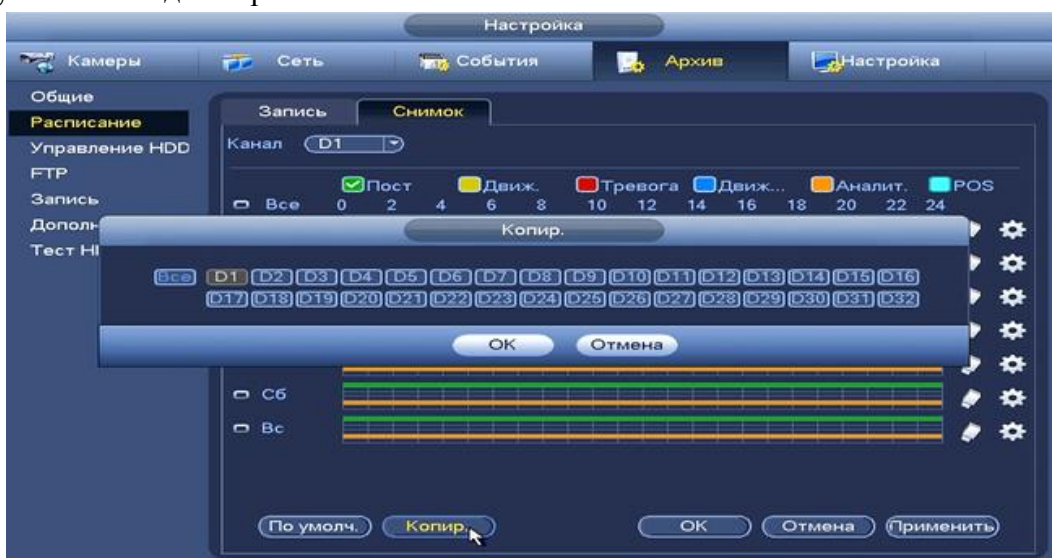 Настройка
Камеры Сеть События Архив Настройка
Общие
Расписание
Управление HDD
FTP
Запись
Тест
Запись Снимок
Канал D1
Пост Движ. Тревога Движ... Аналит. POS
Все 0 2 4 6 8 10 12 14 16 18 20 22 24
Копир.
Все D1 D2 D3 D4 D5 D6 D7 D8 D9 D10 D11 D12 D13 D14 D15 D16
D17 D18 D19 D20 D21 D22 D23 D24 D25 D26 D27 D28 D29 D30 D31 D32
OK Отмена
Сб
Вс
По умолч. Копир. OK Отмена Применить